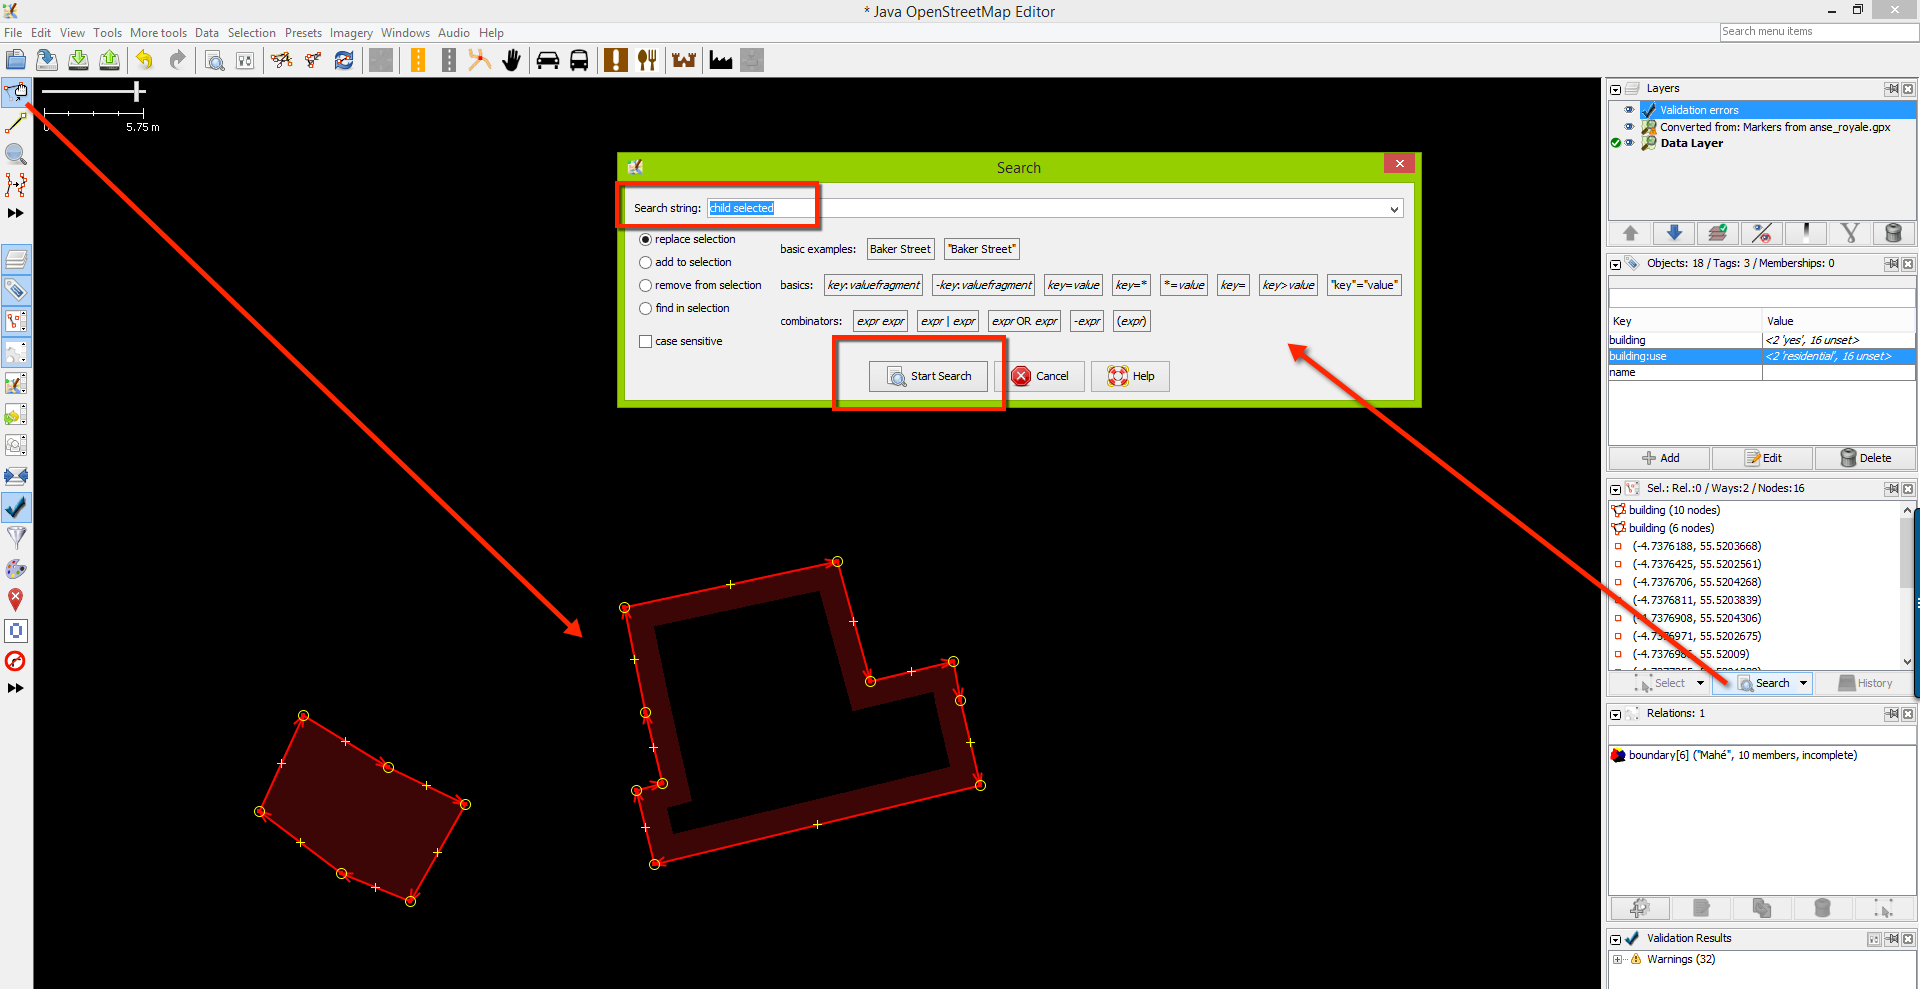 * Java OpenStreetMap Editor
File Edit View Tools More tools Data Selection Presets Imagery Windows Audio Help
Search menu items
0 5.75 m
Search
Search string: child selected
replace selection
add to selection
remove from selection
find in selection
case sensitive
basic examples: Baker Street "Baker Street"
basics: key:valuefragment -key:valuefragment key=value key=* *=value key= key>value "key"="value"
combinators: expr expr expr | expr expr OR expr -expr (expr)
Start Search Cancel Help
Layers
Validation errors
Converted from: Markers from anse_royale.gpx
Data Layer
Objects: 18 / Tags: 3 / Memberships: 0
Key Value
building <2 'yes', 16 unset>
building:use <2 'residential', 16 unset>
name
Add Edit Delete
Sel.: Rel.:0 / Ways:2 / Nodes:16
building (10 nodes)
building (6 nodes)
(-4.7376188, 55.5203668)
(-4.7376425, 55.5202561)
(-4.7376706, 55.5204268)
(-4.7376811, 55.5203839)
(-4.7376908, 55.5204306)
(-4.7376971, 55.5202675)
55.52009)
Select Search History
Relations: 1
boundary[6] ("Mahé", 10 members, incomplete)
Validation Results
Warnings (32)